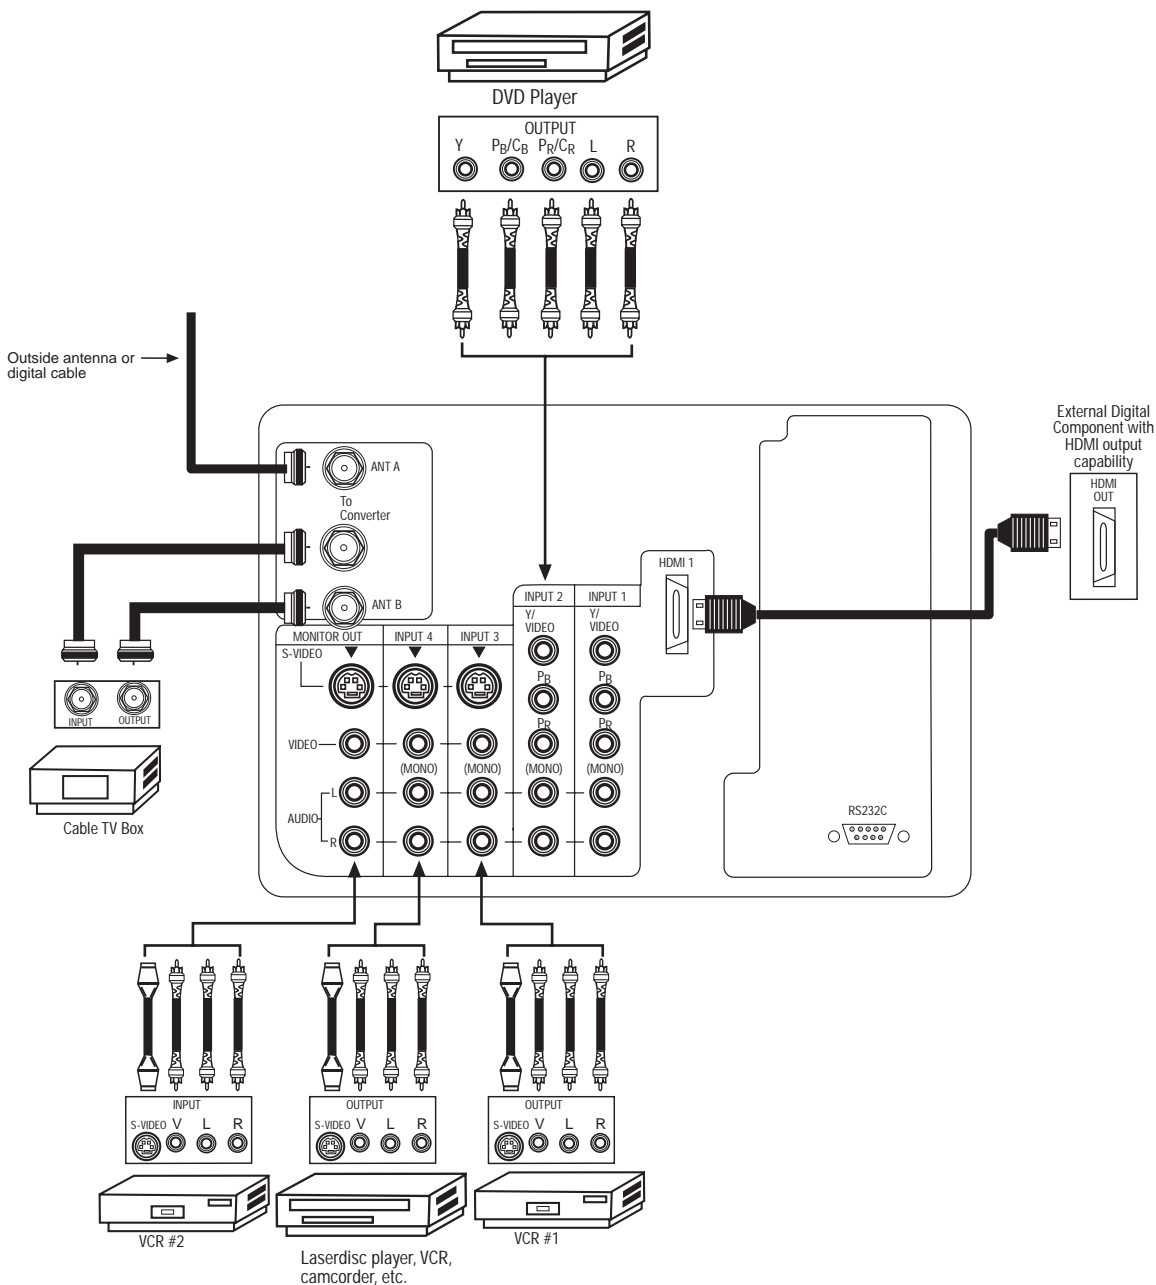 DVD Player
OUTPUT
Y PB/CB PR/CR L R
Outside antenna or
digital cable
External Digital
Component with
HDMI output
capability
HDMI
OUT
ANT A
To
Converter
ANT B
HDMI 1
INPUT 2 INPUT 1
Y/
VIDEO
Y/
VIDEO
MONITOR OUT INPUT 4 INPUT 3
S-VIDEO
PB PB
PR PR
VIDEO
(MONO) (MONO) (MONO) (MONO)
L
AUDIO
R
INPUT OUTPUT
Cable TV Box
RS232C
INPUT
S-VIDEO V L R
VCR #2
OUTPUT
S-VIDEO V L R
Laserdisc player, VCR,
camcorder, etc.
OUTPUT
S-VIDEO V L R
VCR #1